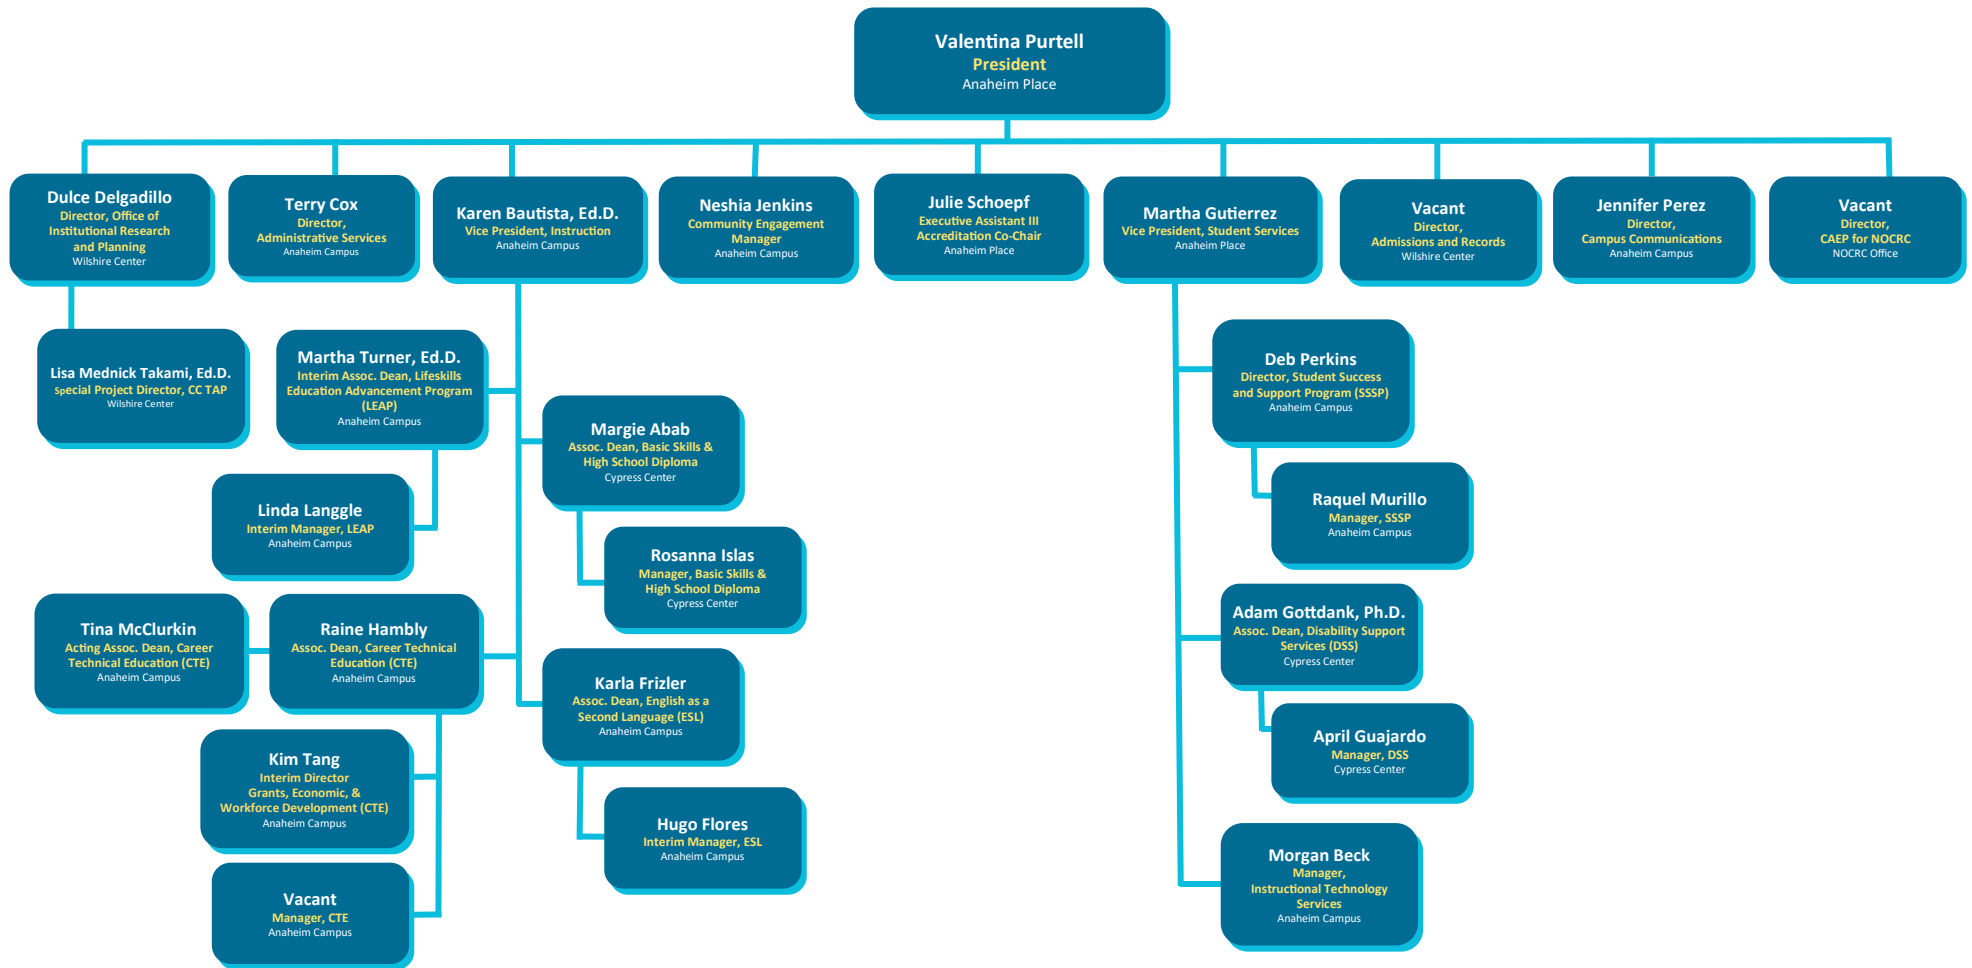 Valentina Purtell
President
Anaheim Place
Dulce Delgadillo
Director, Office of
Institutional Research
and Planning
Wilshire Center
Terry Cox
Director,
Administrative Services
Anaheim Campus
Karen Bautista, Ed.D.
Vice President, Instruction
Anaheim Campus
Neshia Jenkins
Community Engagement
Manager
Anaheim Campus
Julie Schoepf
Executive Assistant III
Accreditation Co-Chair
Anaheim Place
Martha Gutierrez
Vice President, Student Services
Anaheim Place
Vacant
Director,
Admissions and Records
Wilshire Center
Jennifer Perez
Director,
Campus Communications
Anaheim Campus
Vacant
Director,
CAEP for NOCRC
NOCRC Office
Lisa Mednick Takami, Ed.D.
Special Project Director, CC TAP
Wilshire Center
Martha Turner, Ed.D.
Interim Assoc. Dean, Lifeskills
Education Advancement Program
(LEAP)
Anaheim Campus
Linda Langgle
Interim Manager, LEAP
Anaheim Campus
Margie Abab
Assoc. Dean, Basic Skills &
High School Diploma
Cypress Center
Rosanna Islas
Manager, Basic Skills &
High School Diploma
Cypress Center
Tina McClurkin
Acting Assoc. Dean, Career
Technical Education (CTE)
Anaheim Campus
Raine Hambly
Assoc. Dean, Career Technical
Education (CTE)
Anaheim Campus
Kim Tang
Interim Director
Grants, Economic, &
Workforce Development (CTE)
Anaheim Campus
Vacant
Manager, CTE
Anaheim Campus
Karla Frizler
Assoc. Dean, English as a
Second Language (ESL)
Anaheim Campus
Hugo Flores
Interim Manager, ESL
Anaheim Campus
Deb Perkins
Director, Student Success
and Support Program (SSSP)
Anaheim Campus
Raquel Murillo
Manager, SSSP
Anaheim Campus
Adam Gottdank, Ph.D.
Assoc. Dean, Disability Support
Services (DSS)
Cypress Center
April Guajardo
Manager, DSS
Cypress Center
Morgan Beck
Manager,
Instructional Technology
Services
Anaheim Campus